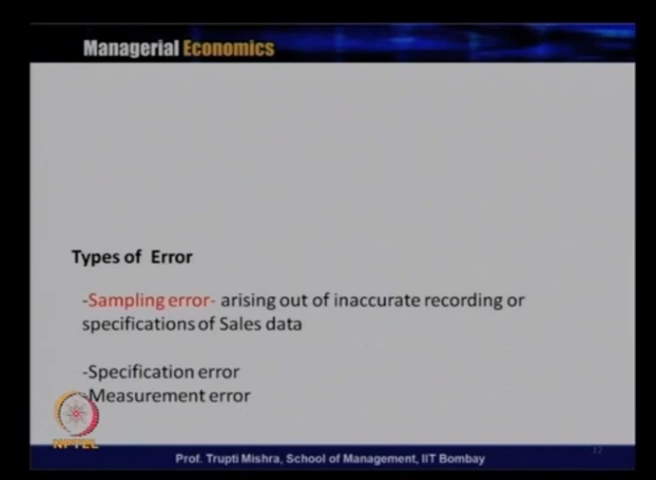 Managerial Economics
Types of Error
-Sampling error- arising out of inaccurate recording or
specifications of Sales data
-Specification error
-Measurement error
NPTEL
Prof. Trupti Mishra, School of Management, IIT Bombay
12